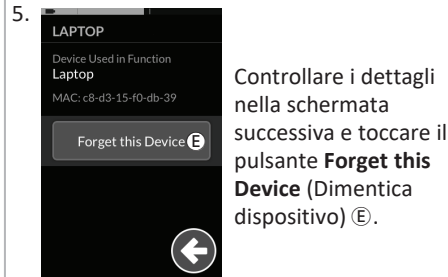 5.
LAPTOP
Device Used in Function
Laptop
MAC: c8-d3-15-f0-db-39
Forget this Device E
Controllare i dettagli
nella schermata
successiva e toccare il
pulsante Forget this
Device (Dimentica
dispositivo) Ⓔ.